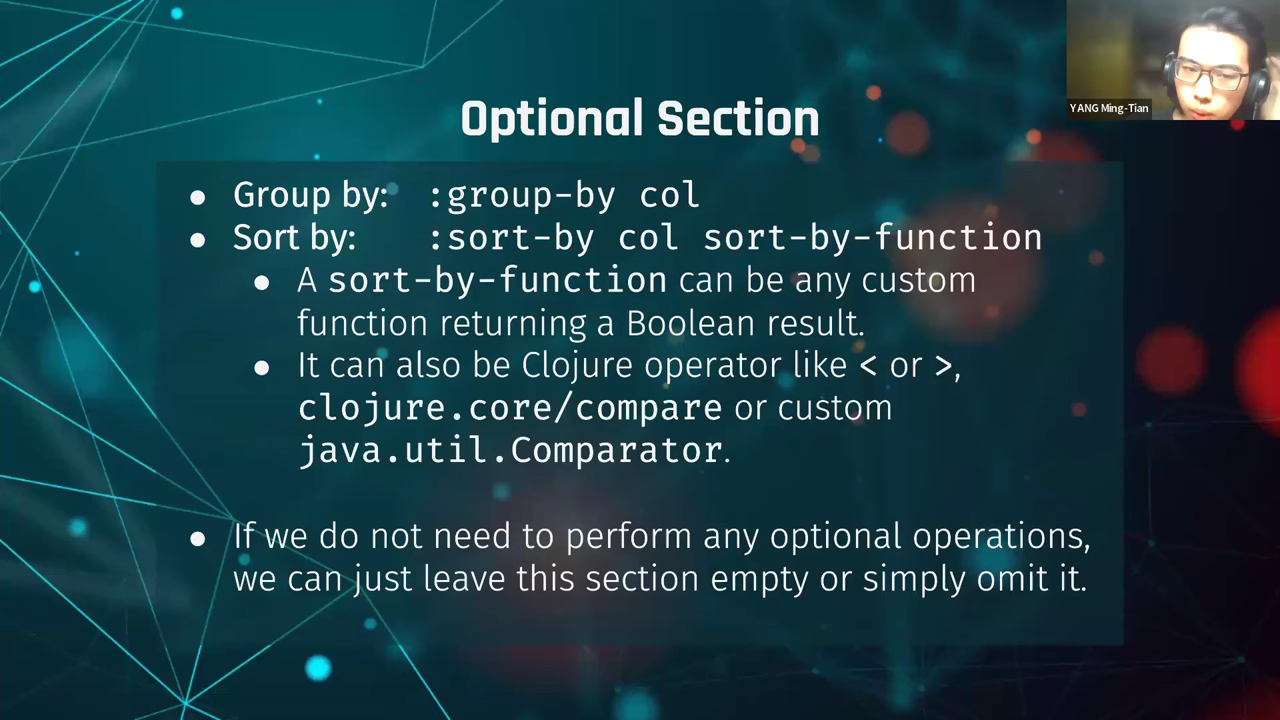 YANG Ming-Tian
Optional Section
● Group by: :group-by col
● Sort by: :sort-by col sort-by-function
● A sort-by-function can be any custom
function returning a Boolean result.
● It can also be Clojure operator like < or >,
clojure.core/compare or custom
java.util.Comparator.
● If we do not need to perform any optional operations,
we can just leave this section empty or simply omit it.